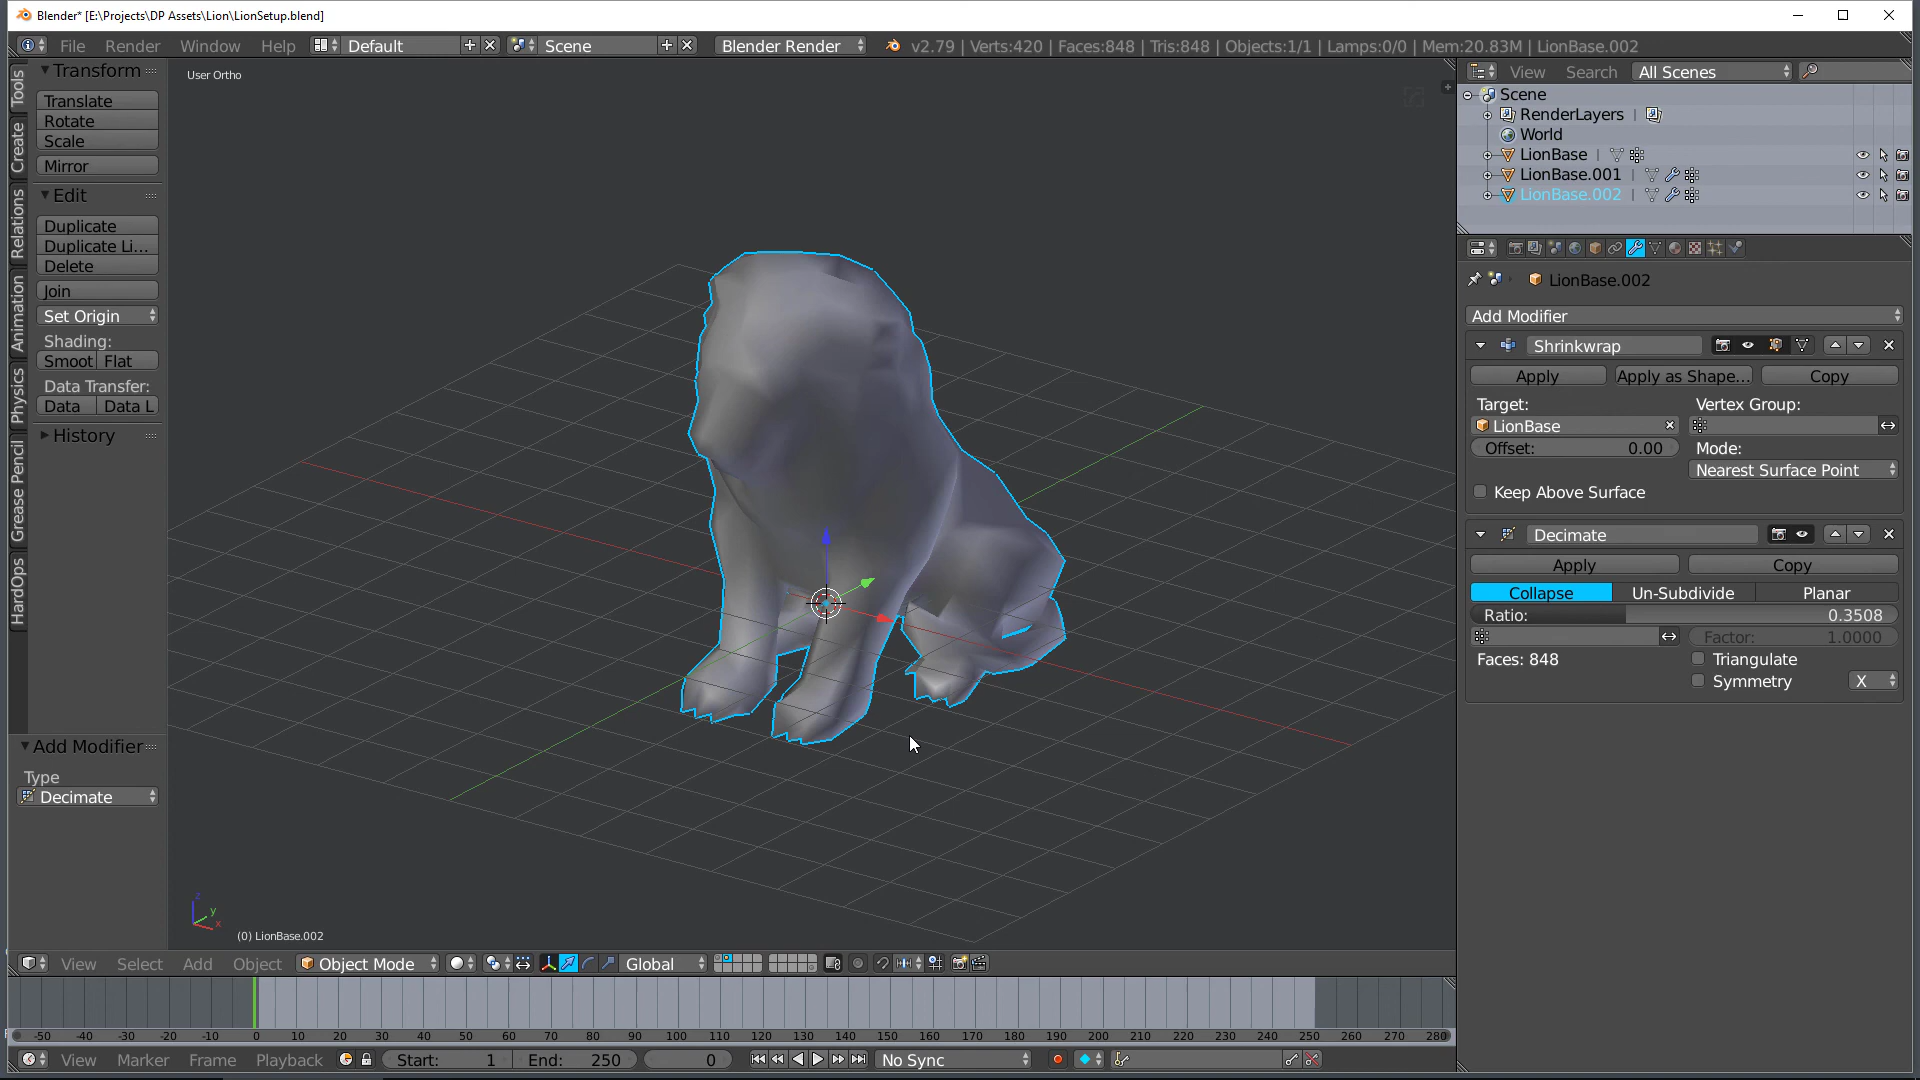 Blender* [E:\Projects\DP Assets\Lion\LionSetup.blend]
File Render Window Help Default Scene Blender Render v2.79 | Verts:420 | Faces:848 | Tris:848 | Objects:1/1 | Lamps:0/0 | Mem:20.83M | LionBase.002
Tools
Create
Relations
Animation
Physics
Grease Pencil
HardOps
Transform
Translate
Rotate
Scale
Mirror
Edit
Duplicate
Duplicate Li...
Delete
Join
Set Origin
Shading:
Smoot Flat
Data Transfer:
Data Data L
History
Add Modifier
Type
Decimate
User Ortho
z
y
x
(0) LionBase.002
View Select Add Object Object Mode Global
-50 -40 -30 -20 -10 0 10 20 30 40 50 60 70 80 90 100 110 120 130 140 150 160 170 180 190 200 210 220 230 240 250 260 270 280
View Marker Frame Playback Start: 1 End: 250 0 No Sync
View Search All Scenes
Scene
RenderLayers |
World
LionBase |
LionBase.001 |
LionBase.002 |
LionBase.002
Add Modifier
Shrinkwrap
Apply Apply as Shape... Copy
Target: Vertex Group:
LionBase
Offset: 0.00 Mode:
Nearest Surface Point
Keep Above Surface
Decimate
Apply Copy
Collapse Un-Subdivide Planar
Ratio: 0.3508
Factor: 1.0000
Faces: 848 Triangulate
Symmetry X